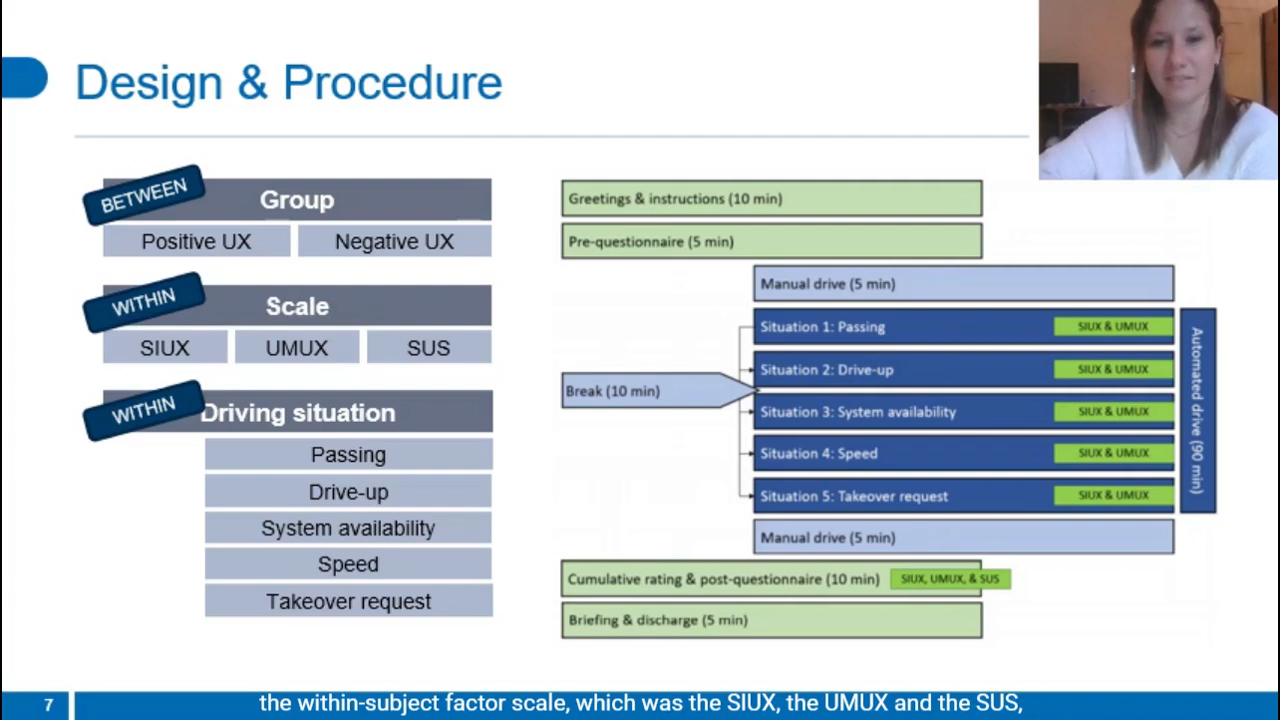 Design & Procedure
BETWEEN
Group
Positive UX
Negative UX
WITHIN
Scale
SIUX
UMUX
SUS
WITHIN
Driving situation
Passing
Drive-up
System availability
Speed
Takeover request
Greetings & instructions (10 min)
Pre-questionnaire (5 min)
Manual drive (5 min)
Situation 1: Passing
SIUX & UMUX
Situation 2: Drive-up
SIUX & UMUX
Break (10 min)
Situation 3: System availability
SIUX & UMUX
Situation 4: Speed
SIUX & UMUX
Situation 5: Takeover request
SIUX & UMUX
Automated drive (90 min)
Manual drive (5 min)
Cumulative rating & post-questionnaire (10 min)
SIUX, UMUX, & SUS
Briefing & discharge (5 min)
7
the within-subject factor scale, which was the SIUX, the UMUX and the SUS,